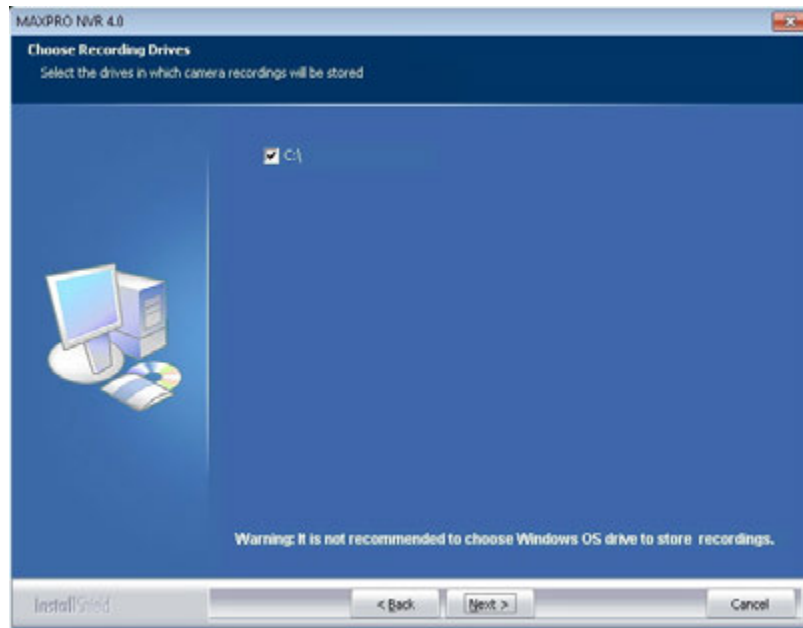 MAXPRO NVR 4.0
Choose Recording Drives
Select the drives in which camera recordings will be stored
C:\
Warning: It is not recommended to choose Windows OS drive to store recordings.
InstallShield
< Back
Next >
Cancel